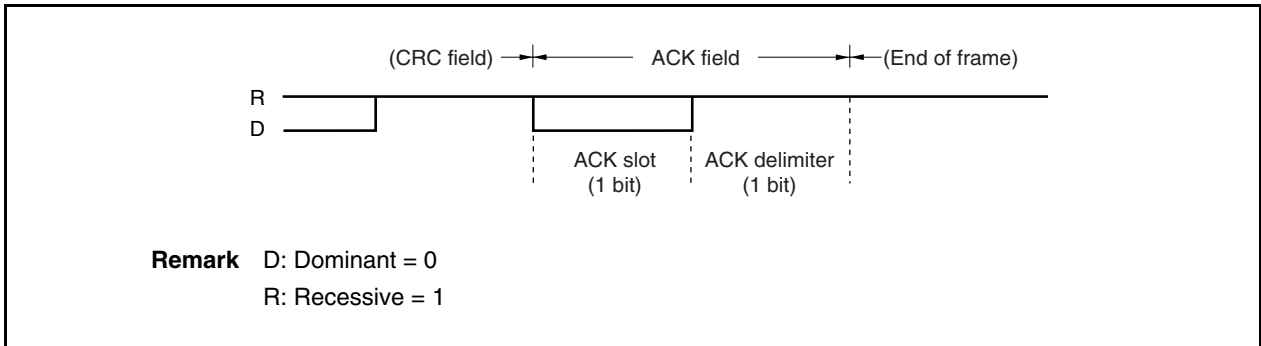 (CRC field) ACK field (End of frame)
R
D
ACK slot ACK delimiter
(1 bit) (1 bit)
Remark D: Dominant = 0
R: Recessive = 1